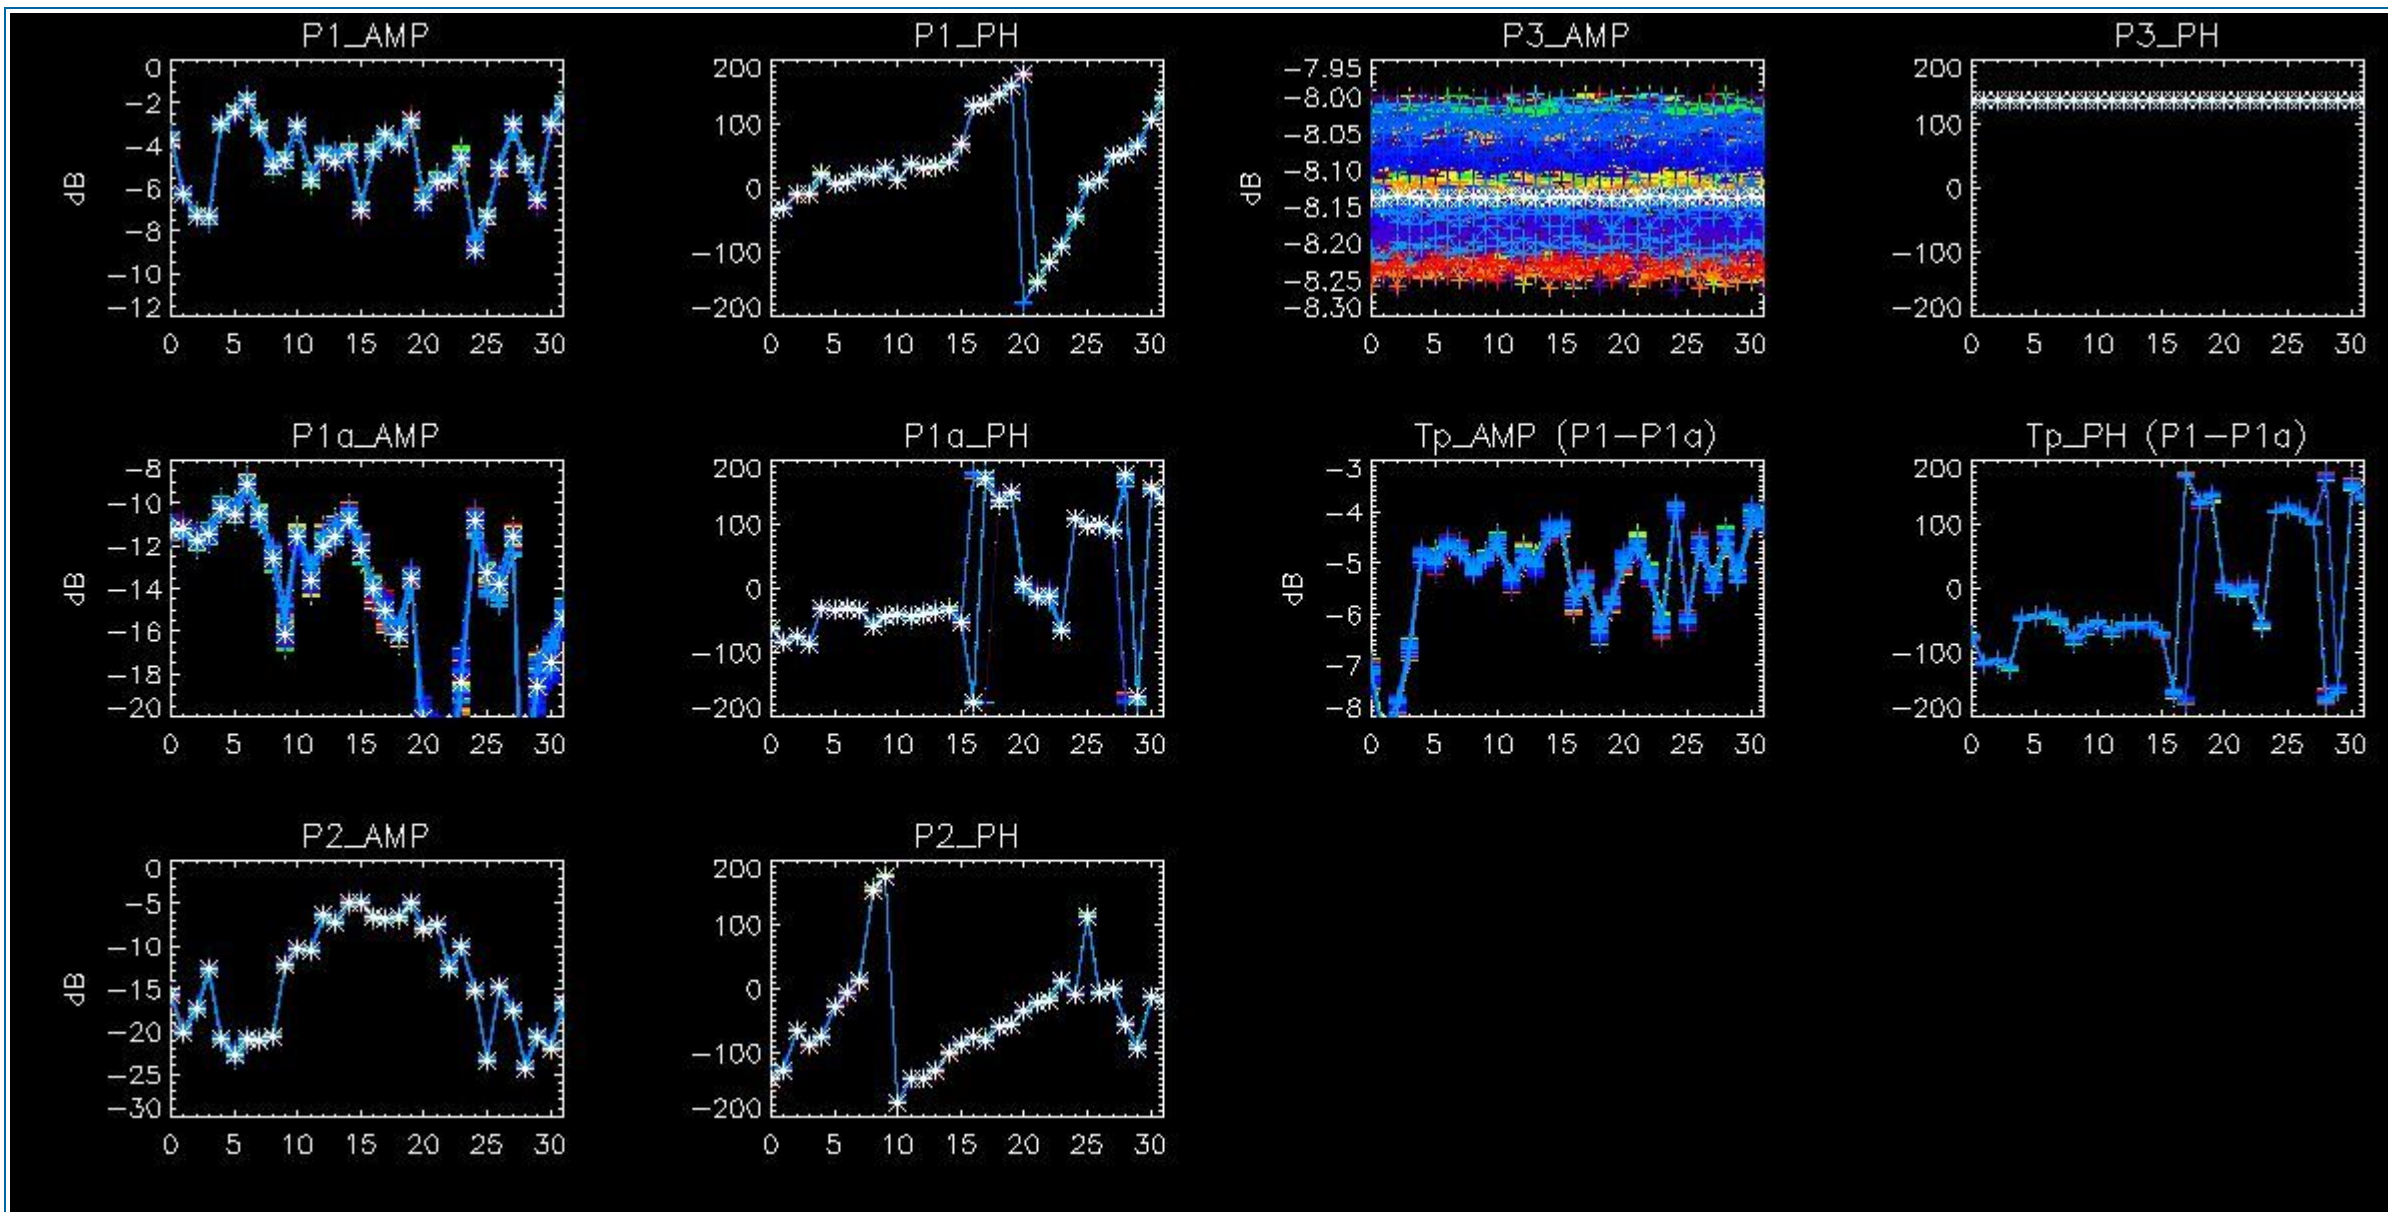 P1_AMP
0
−2
−4
−6
−8
−10
−12
dB
0 5 10 15 20 25 30
P1_PH
200
100
0
−100
−200
0 5 10 15 20 25 30
P3_AMP
−7.95
−8.00
−8.05
−8.10
−8.15
−8.20
−8.25
−8.30
dB
0 5 10 15 20 25 30
P3_PH
200
100
0
−100
−200
0 5 10 15 20 25 30
P1a_AMP
−8
−10
−12
−14
−16
−18
−20
dB
0 5 10 15 20 25 30
P1a_PH
200
100
0
−100
−200
0 5 10 15 20 25 30
Tp_AMP (P1−P1a)
−3
−4
−5
−6
−7
−8
dB
0 5 10 15 20 25 30
Tp_PH (P1−P1a)
200
100
0
−100
−200
0 5 10 15 20 25 30
P2_AMP
0
−5
−10
−15
−20
−25
−30
dB
0 5 10 15 20 25 30
P2_PH
200
100
0
−100
−200
0 5 10 15 20 25 30